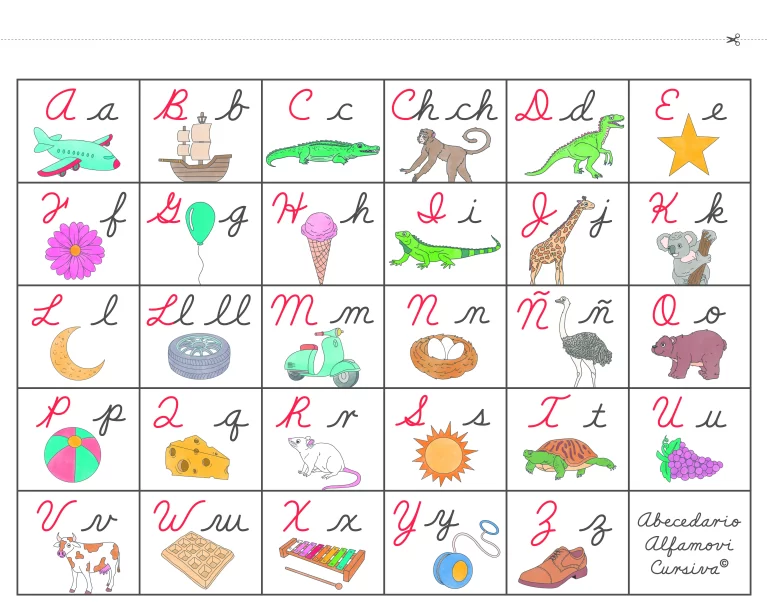 A a B b C c Ch ch D d E e
F f G g H h I i J j K k
L l Ll ll M m N n Ñ ñ O o
P p Q q R r S s T t U u
V v W w X x Y y Z z
Abecedario
Alfamovi
Cursiva©